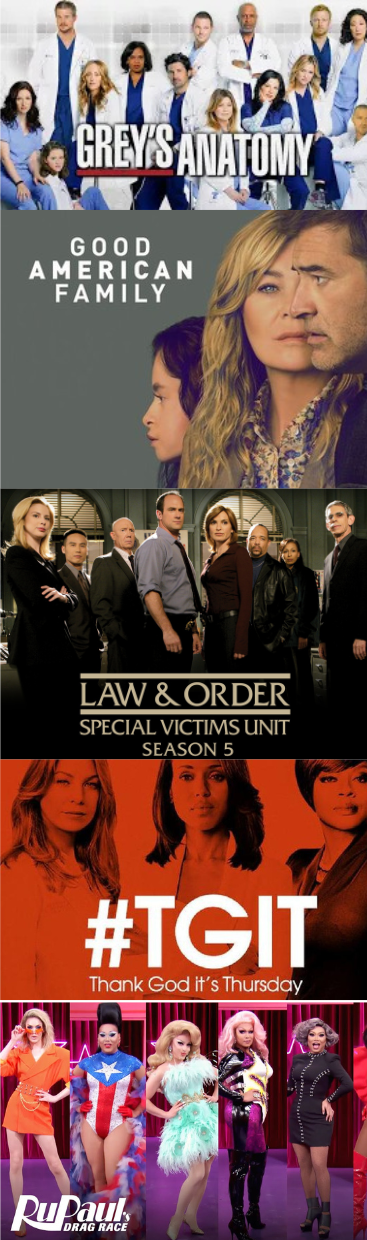 GREY'S ANATOMY
GOOD
AMERICAN
FAMILY
LAW & ORDER
SPECIAL VICTIMS UNIT
SEASON 5
#TGIT
Thank God it's Thursday
RuPaul's
DRAG RACE